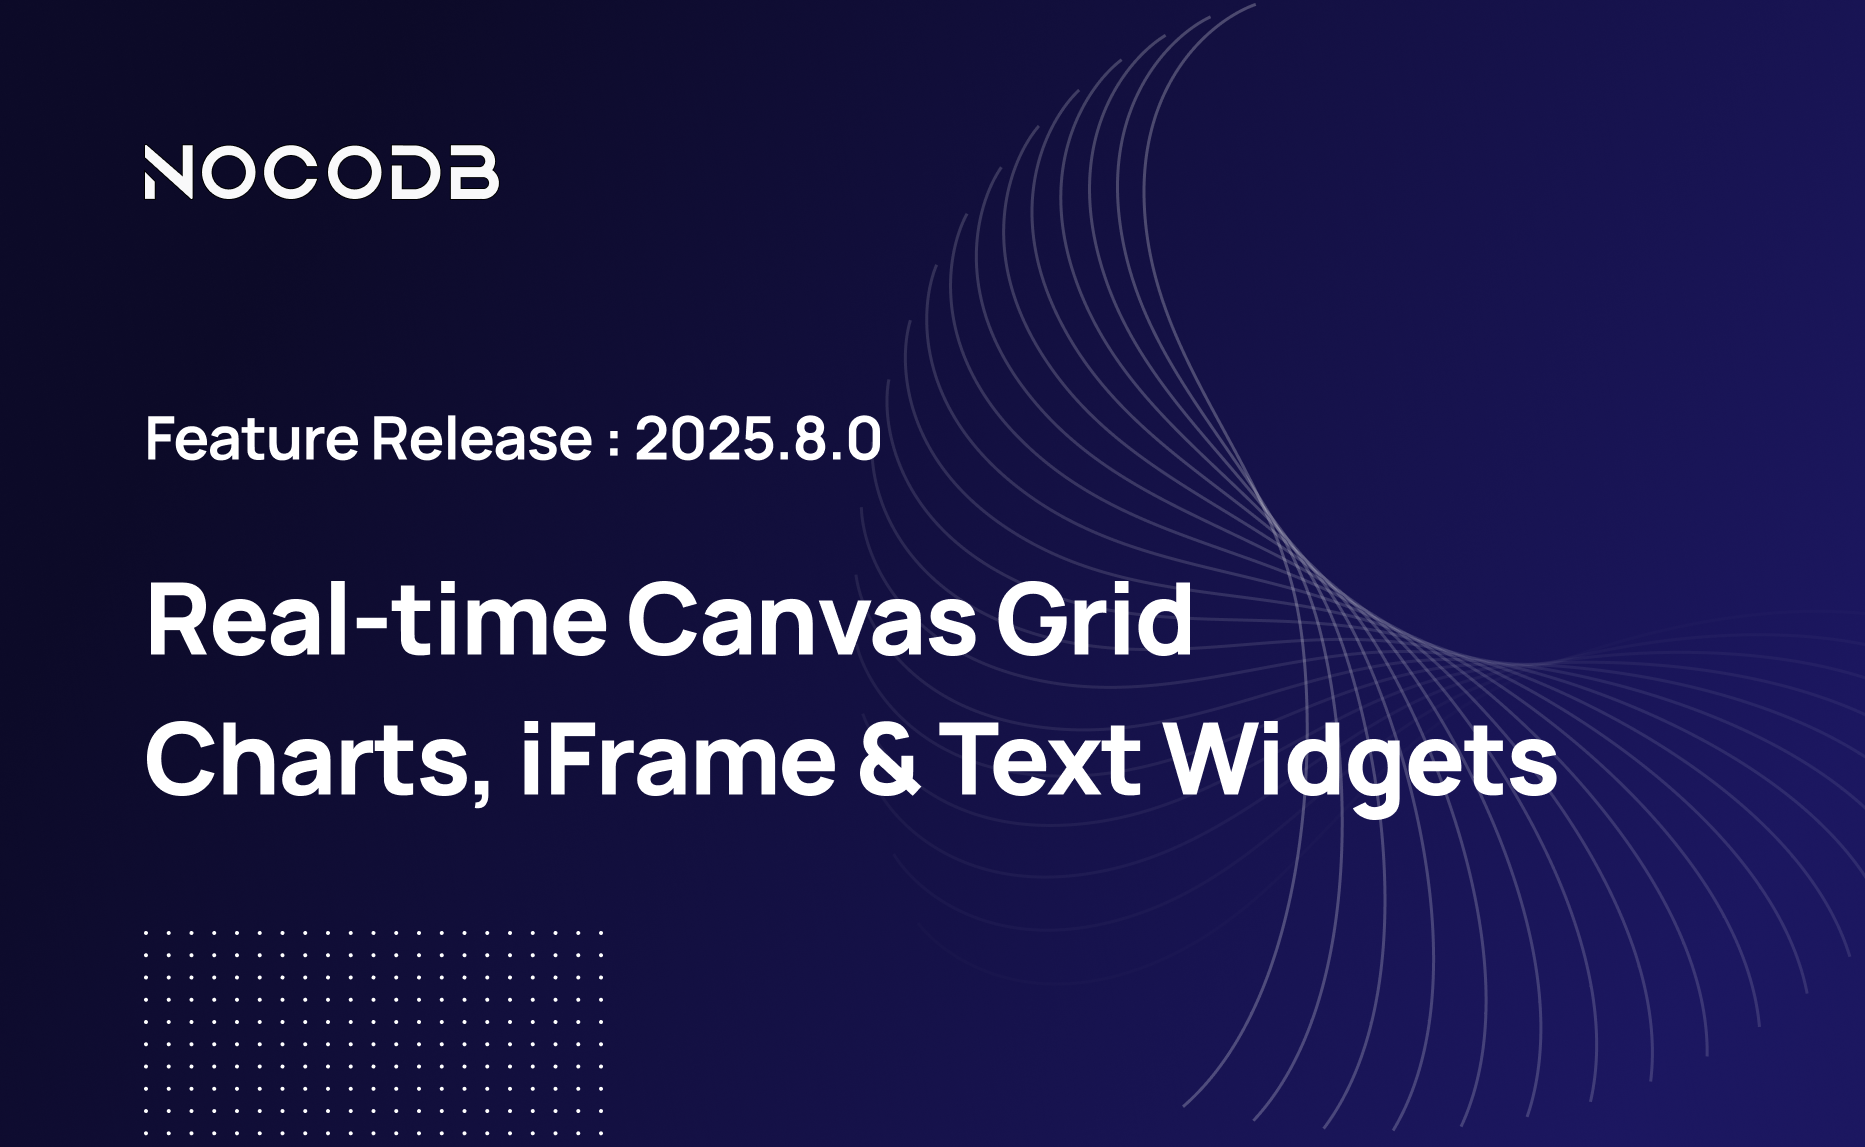 NOCODB
Feature Release : 2025.8.0
Real-time Canvas Grid
Charts, iFrame & Text Widgets